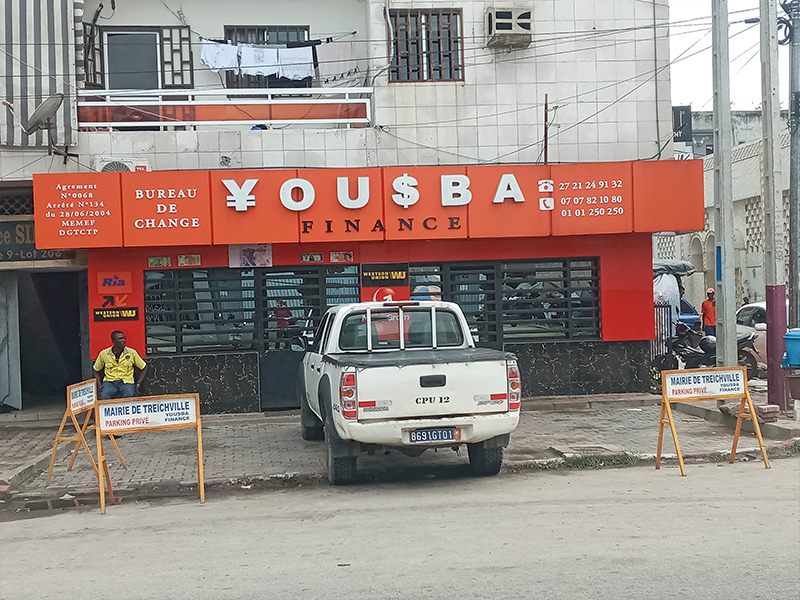 Agrement
N°0068
Arrêté N°134
du 28/06/2004
MEMEF
DGTCTP
BUREAU
DE
CHANGE
¥OU$BA
FINANCE
27 21 24 91 32
07 07 82 10 80
01 01 250 250
Ria
WESTERN
UNION WU
WESTERN
UNION WU
MAIRIE DE TREICHVILLE
PARKING PRIVÉ YOUSBA
FINANCE
MAIRIE DE TREICHVILLE
PARKING PRIVÉ YOUSBA
FINANCE
CPU 12
8691GT01